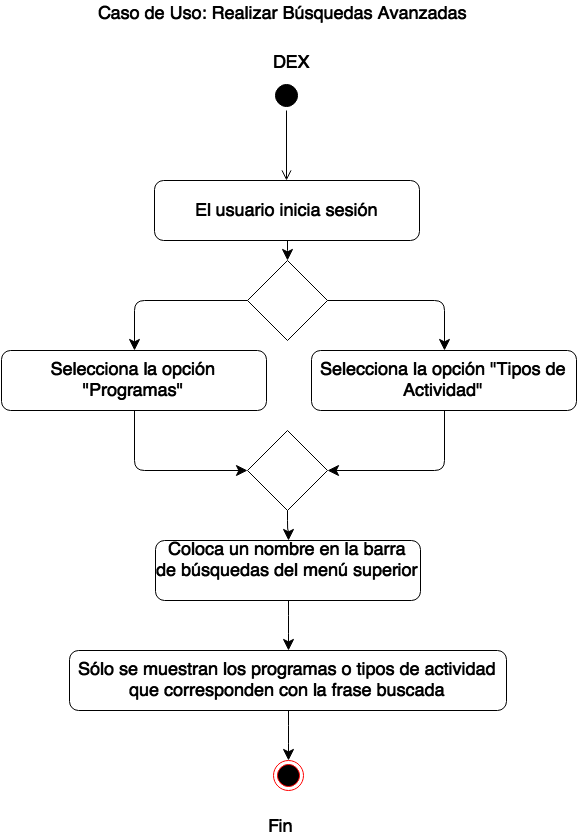 Caso de Uso: Realizar Búsquedas Avanzadas
DEX
El usuario inicia sesión
Selecciona la opción
"Programas"
Selecciona la opción "Tipos de
Actividad"
Coloca un nombre en la barra
de búsquedas del menú superior
Sólo se muestran los programas o tipos de actividad
que corresponden con la frase buscada
Fin